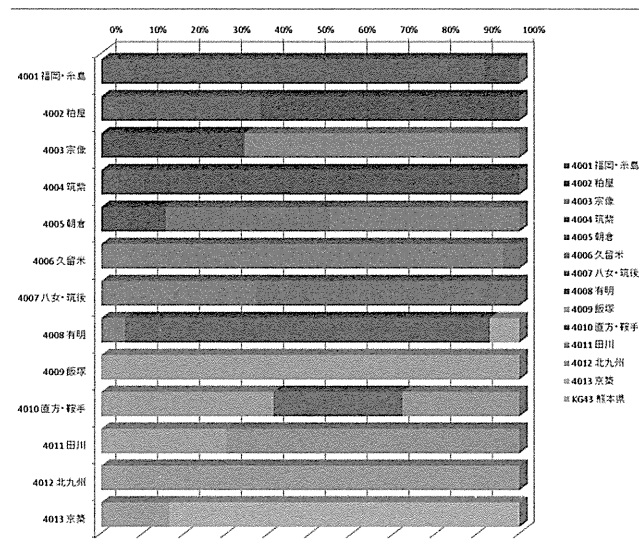 0% 10% 20% 30% 40% 50% 60% 70% 80% 90% 100%
4001 福岡・糸島
4002 粕屋
4003 宗像
4004 筑紫
4005 朝倉
4006 久留米
4007 八女・筑後
4008 有明
4009 飯塚
4010 直方・鞍手
4011 田川
4012 北九州
4013 京築
4001 福岡・糸島
4002 粕屋
4003 宗像
4004 筑紫
4005 朝倉
4006 久留米
4007 八女・筑後
4008 有明
4009 飯塚
4010 直方・鞍手
4011 田川
4012 北九州
4013 京築
KG43 熊本県